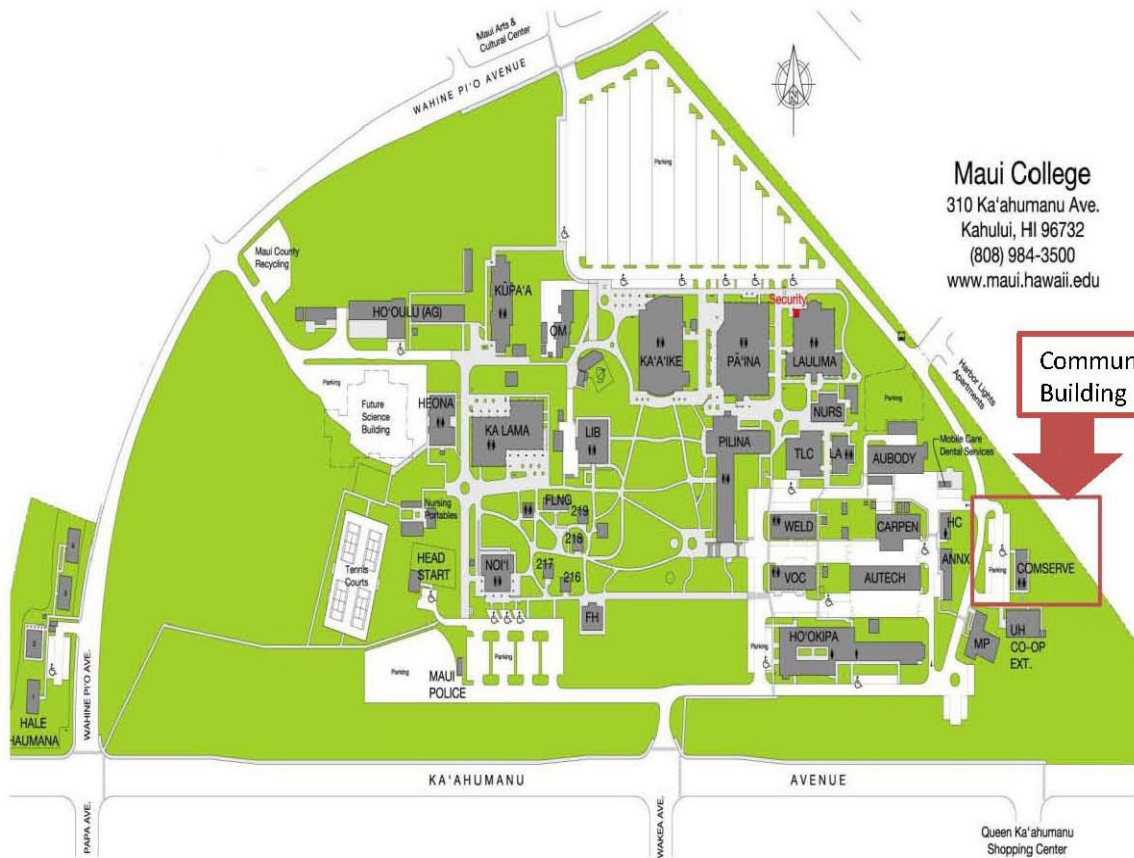 Maui Arts &
Cultural Center
WAHINE PI'O AVENUE
N
Parking
Maui College
310 Ka'ahumanu Ave.
Kahului, HI 96732
(808) 984-3500
www.maui.hawaii.edu
Maui County
Recycling
KŪPA'A
HO'OULU (AG)
OM
Security
KA'A'IKE
PĀ'INA
LAULIMA
Harbor Lights
Apartments
Commun
Building
Parking
Future
Science
Building
HEONA
KA LAMA
LIB
PILINA
NURS
Parking
TLC
LA
AUBODY
Mobile Care
Dental Services
Nursing
Portables
FLNG
219
218
217
216
WELD
CARPEN
HC
ANNX
Parking
COMSERVE
Tennis
Courts
HEAD
START
NOI'I
VOC
AUTECH
FH
HO'OKIPA
MP
UH
CO-OP
EXT.
Parking
MAUI
POLICE
Parking
Parking
4
3
2
1
HALE
HAUMANA
WAHINE PI'O AVE.
KA'AHUMANU AVENUE
PAPA AVE.
WAKEA AVE.
Queen Ka'ahumanu
Shopping Center